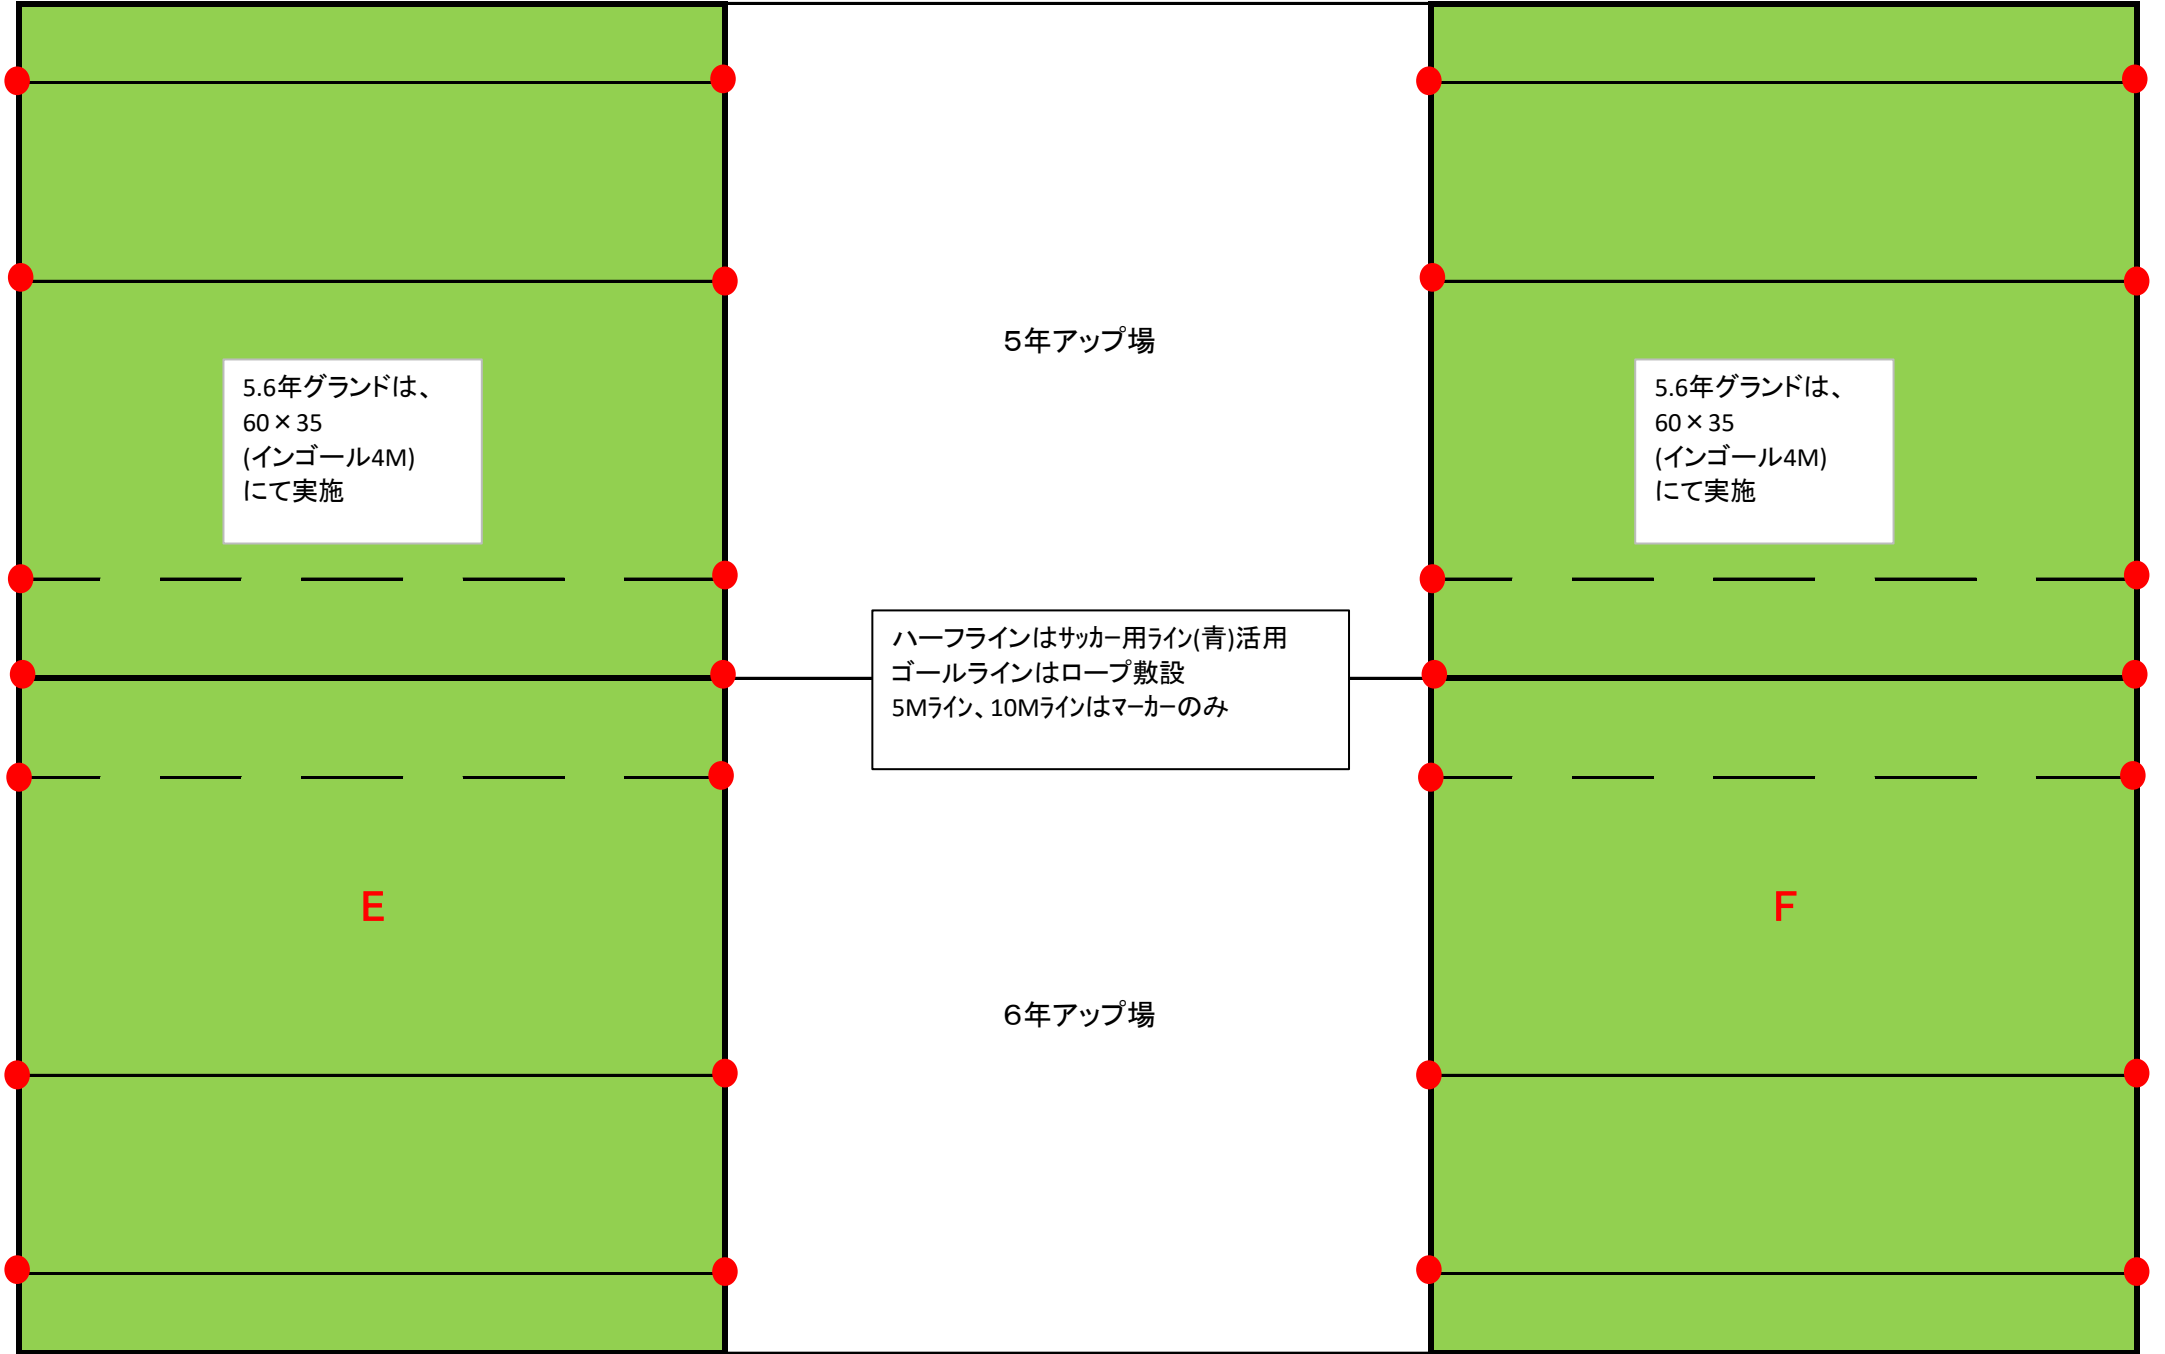 5年アップ場
5.6年グランドは、
60×35
(インゴール4M)
にて実施
5.6年グランドは、
60×35
(インゴール4M)
にて実施
ハーフラインはサッカー用ライン(青)活用
ゴールラインはロープ敷設
5Mライン、10Mラインはマーカーのみ
E
F
6年アップ場